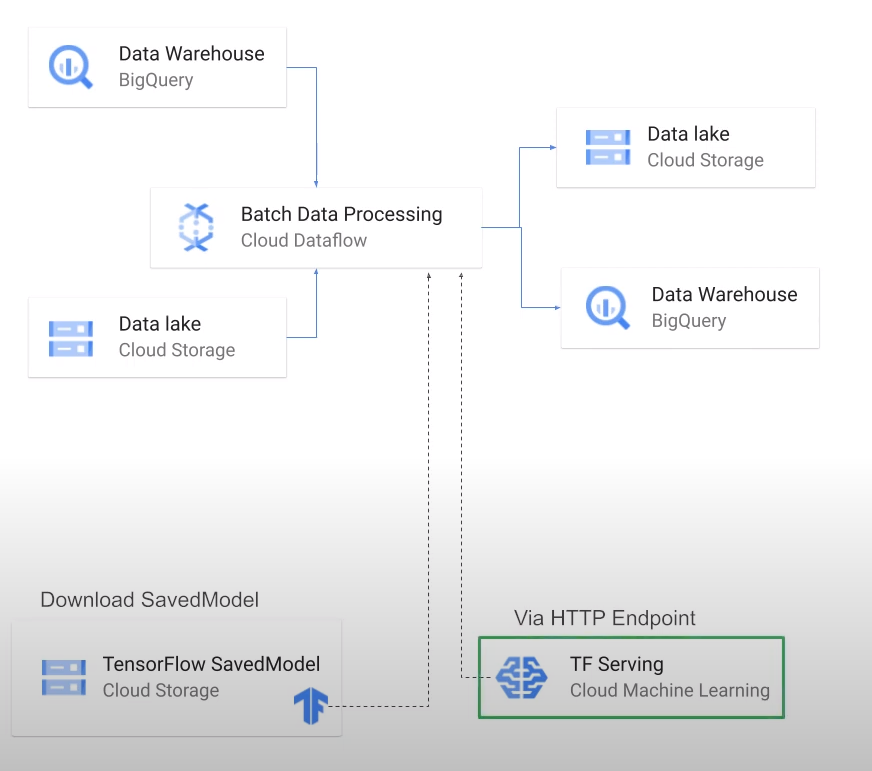 Data Warehouse
BigQuery
Data lake
Cloud Storage
Batch Data Processing
Cloud Dataflow
Data Warehouse
BigQuery
Data lake
Cloud Storage
Download SavedModel
TensorFlow SavedModel
Cloud Storage
Via HTTP Endpoint
TF Serving
Cloud Machine Learning